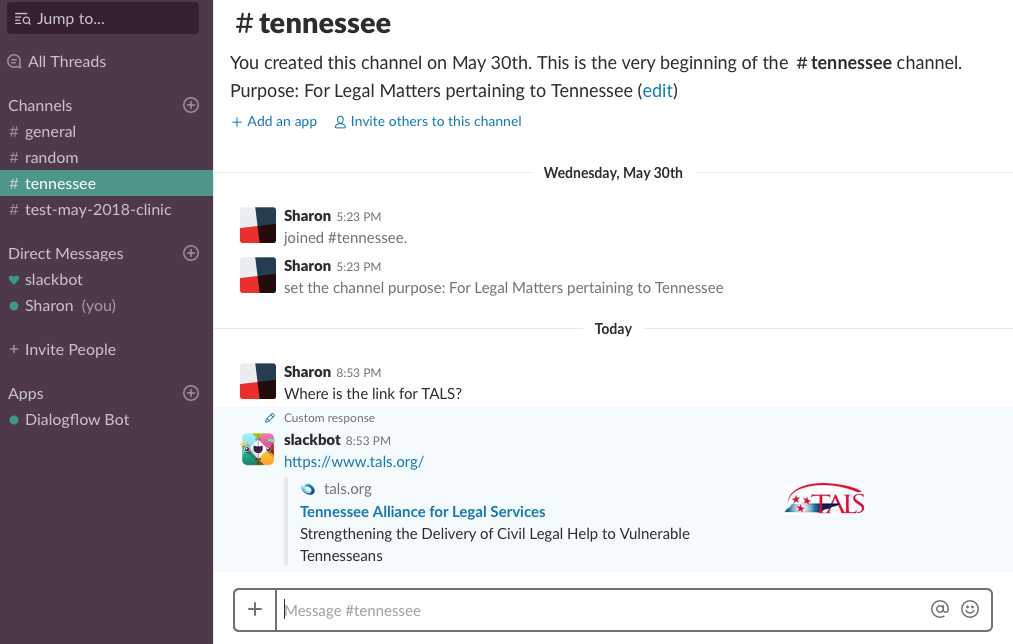 Jump to...
All Threads
Channels
# general
# random
# tennessee
# test-may-2018-clinic
Direct Messages
slackbot
Sharon (you)
+ Invite People
Apps
Dialogflow Bot
# tennessee
You created this channel on May 30th. This is the very beginning of the # tennessee channel.
Purpose: For Legal Matters pertaining to Tennessee (edit)
+ Add an app Invite others to this channel
Wednesday, May 30th
Sharon 5:23 PM
joined #tennessee.
Sharon 5:23 PM
set the channel purpose: For Legal Matters pertaining to Tennessee
Today
Sharon 8:53 PM
Where is the link for TALS?
Custom response
slackbot 8:53 PM
https://www.tals.org/
tals.org
Tennessee Alliance for Legal Services
Strengthening the Delivery of Civil Legal Help to Vulnerable
Tennesseans
TALS
+ Message #tennessee @